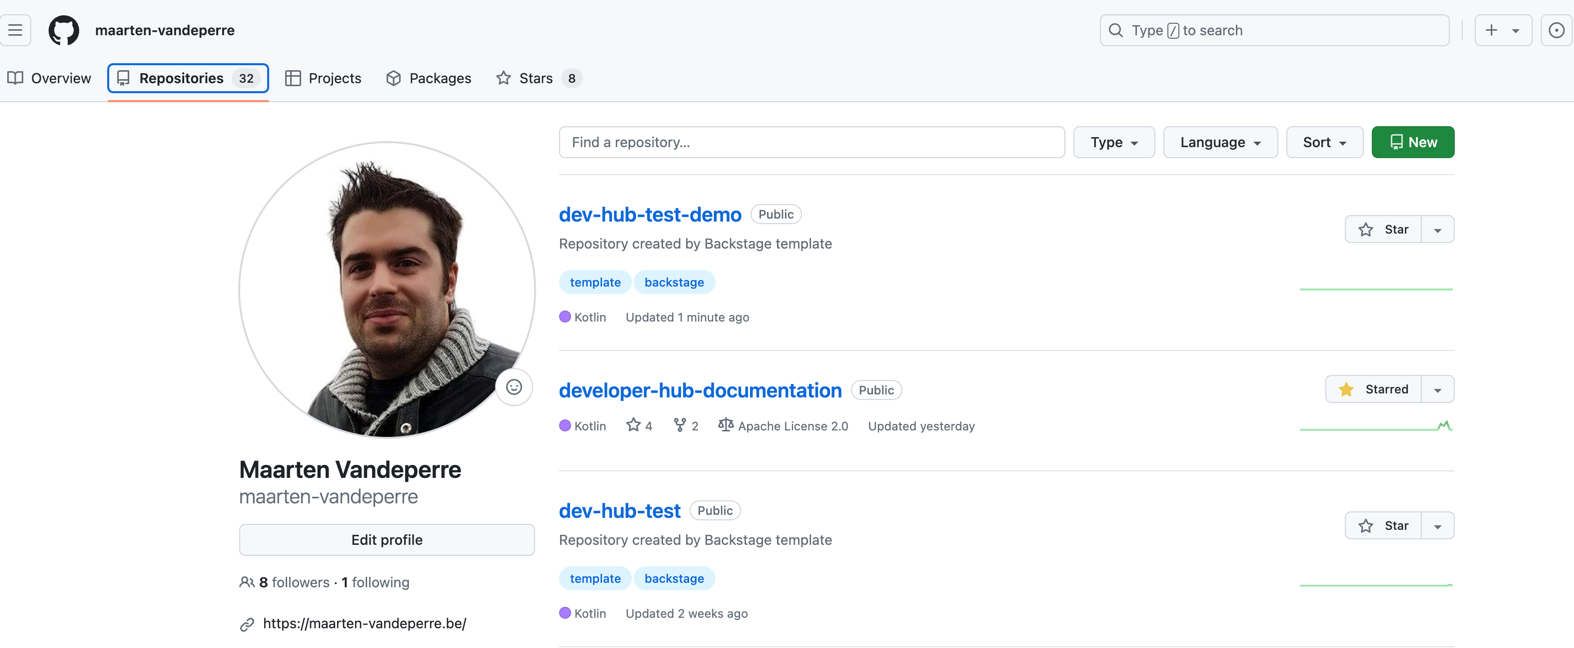 maarten-vandeperre
Type / to search
Overview
Repositories 32
Projects
Packages
Stars 8
Find a repository...
Type
Language
Sort
New
dev-hub-test-demo Public
Star
Repository created by Backstage template
template backstage
Kotlin Updated 1 minute ago
developer-hub-documentation Public
Starred
Kotlin 4 2 Apache License 2.0 Updated yesterday
dev-hub-test Public
Star
Repository created by Backstage template
template backstage
Kotlin Updated 2 weeks ago
Maarten Vandeperre
maarten-vandeperre
Edit profile
8 followers · 1 following
https://maarten-vandeperre.be/